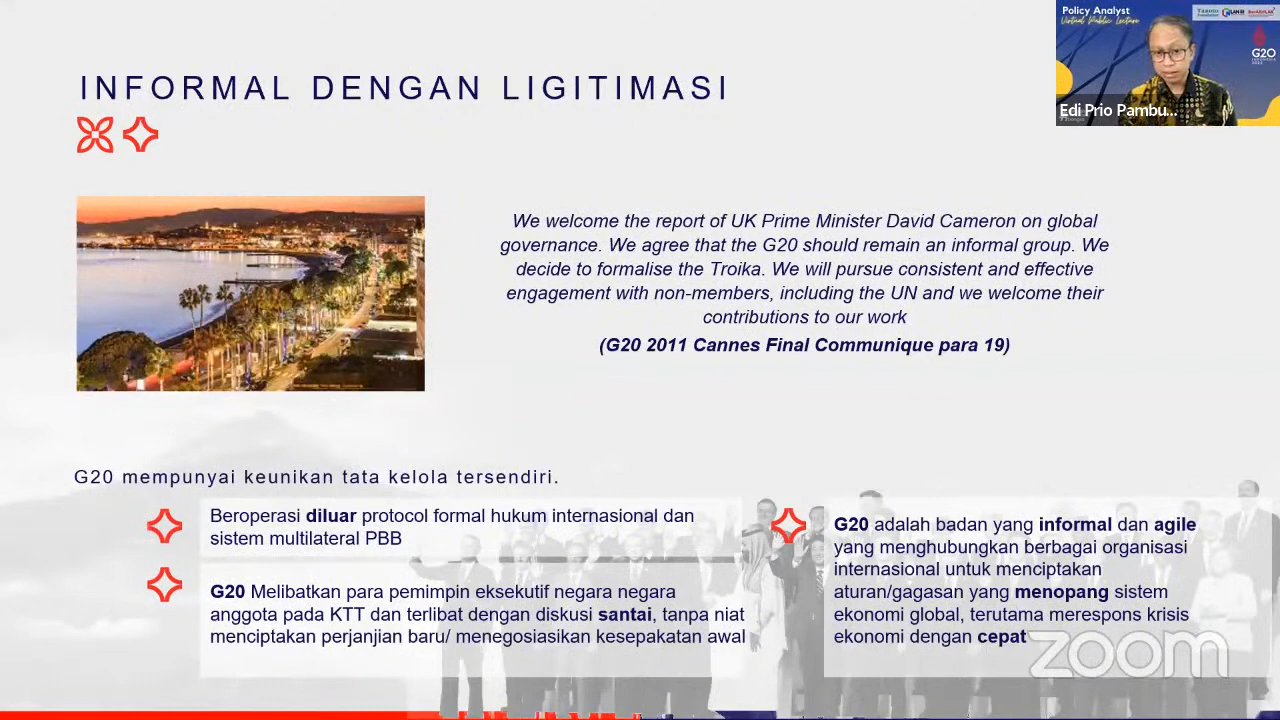 INFORMAL DENGAN LIGITIMASI
Policy Analyst
Virtual Public Lecture
G20
Edi Prio Pambu...
We welcome the report of UK Prime Minister David Cameron on global
governance. We agree that the G20 should remain an informal group. We
decide to formalise the Troika. We will pursue consistent and effective
engagement with non-members, including the UN and we welcome their
contributions to our work
(G20 2011 Cannes Final Communique para 19)
G20 mempunyai keunikan tata kelola tersendiri.
Beroperasi diluar protocol formal hukum internasional dan
sistem multilateral PBB
G20 Melibatkan para pemimpin eksekutif negara negara
anggota pada KTT dan terlibat dengan diskusi santai, tanpa niat
menciptakan perjanjian baru/ menegosiasikan kesepakatan awal
G20 adalah badan yang informal dan agile
yang menghubungkan berbagai organisasi
internasional untuk menciptakan
aturan/gagasan yang menopang sistem
ekonomi global, terutama merespons krisis
ekonomi dengan cepat
zoom